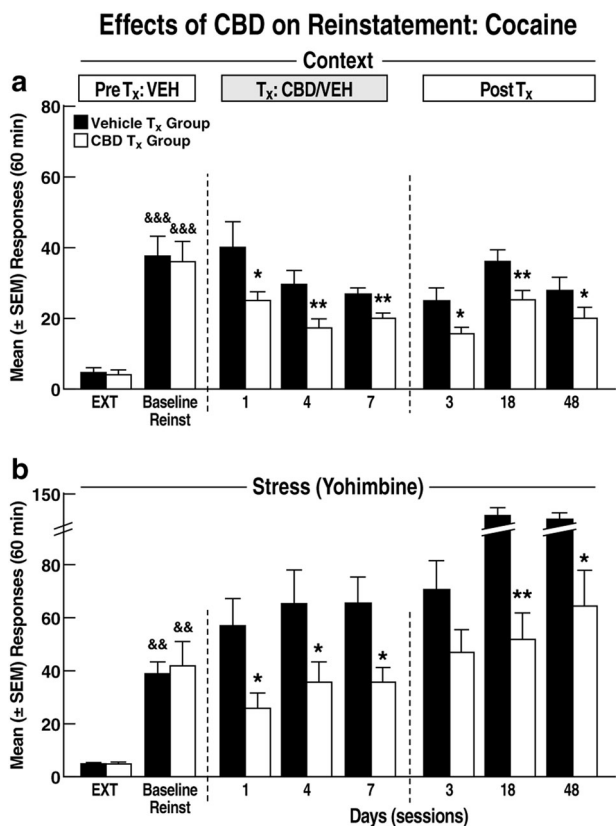 Effects of CBD on Reinstatement: Cocaine
Context
a
Pre Tx: VEH
Tx: CBD/VEH
Post Tx
Mean (± SEM) Responses (60 min)
80
60
40
20
0
Vehicle Tx Group
CBD Tx Group
&&&
&&&
*
**
**
*
**
*
EXT
Baseline
Reinst
1
4
7
3
18
48
b
Stress (Yohimbine)
Mean (± SEM) Responses (60 min)
150
80
60
40
20
0
&&
&&
*
*
*
**
*
EXT
Baseline
Reinst
1
4
7
3
18
48
Days (sessions)